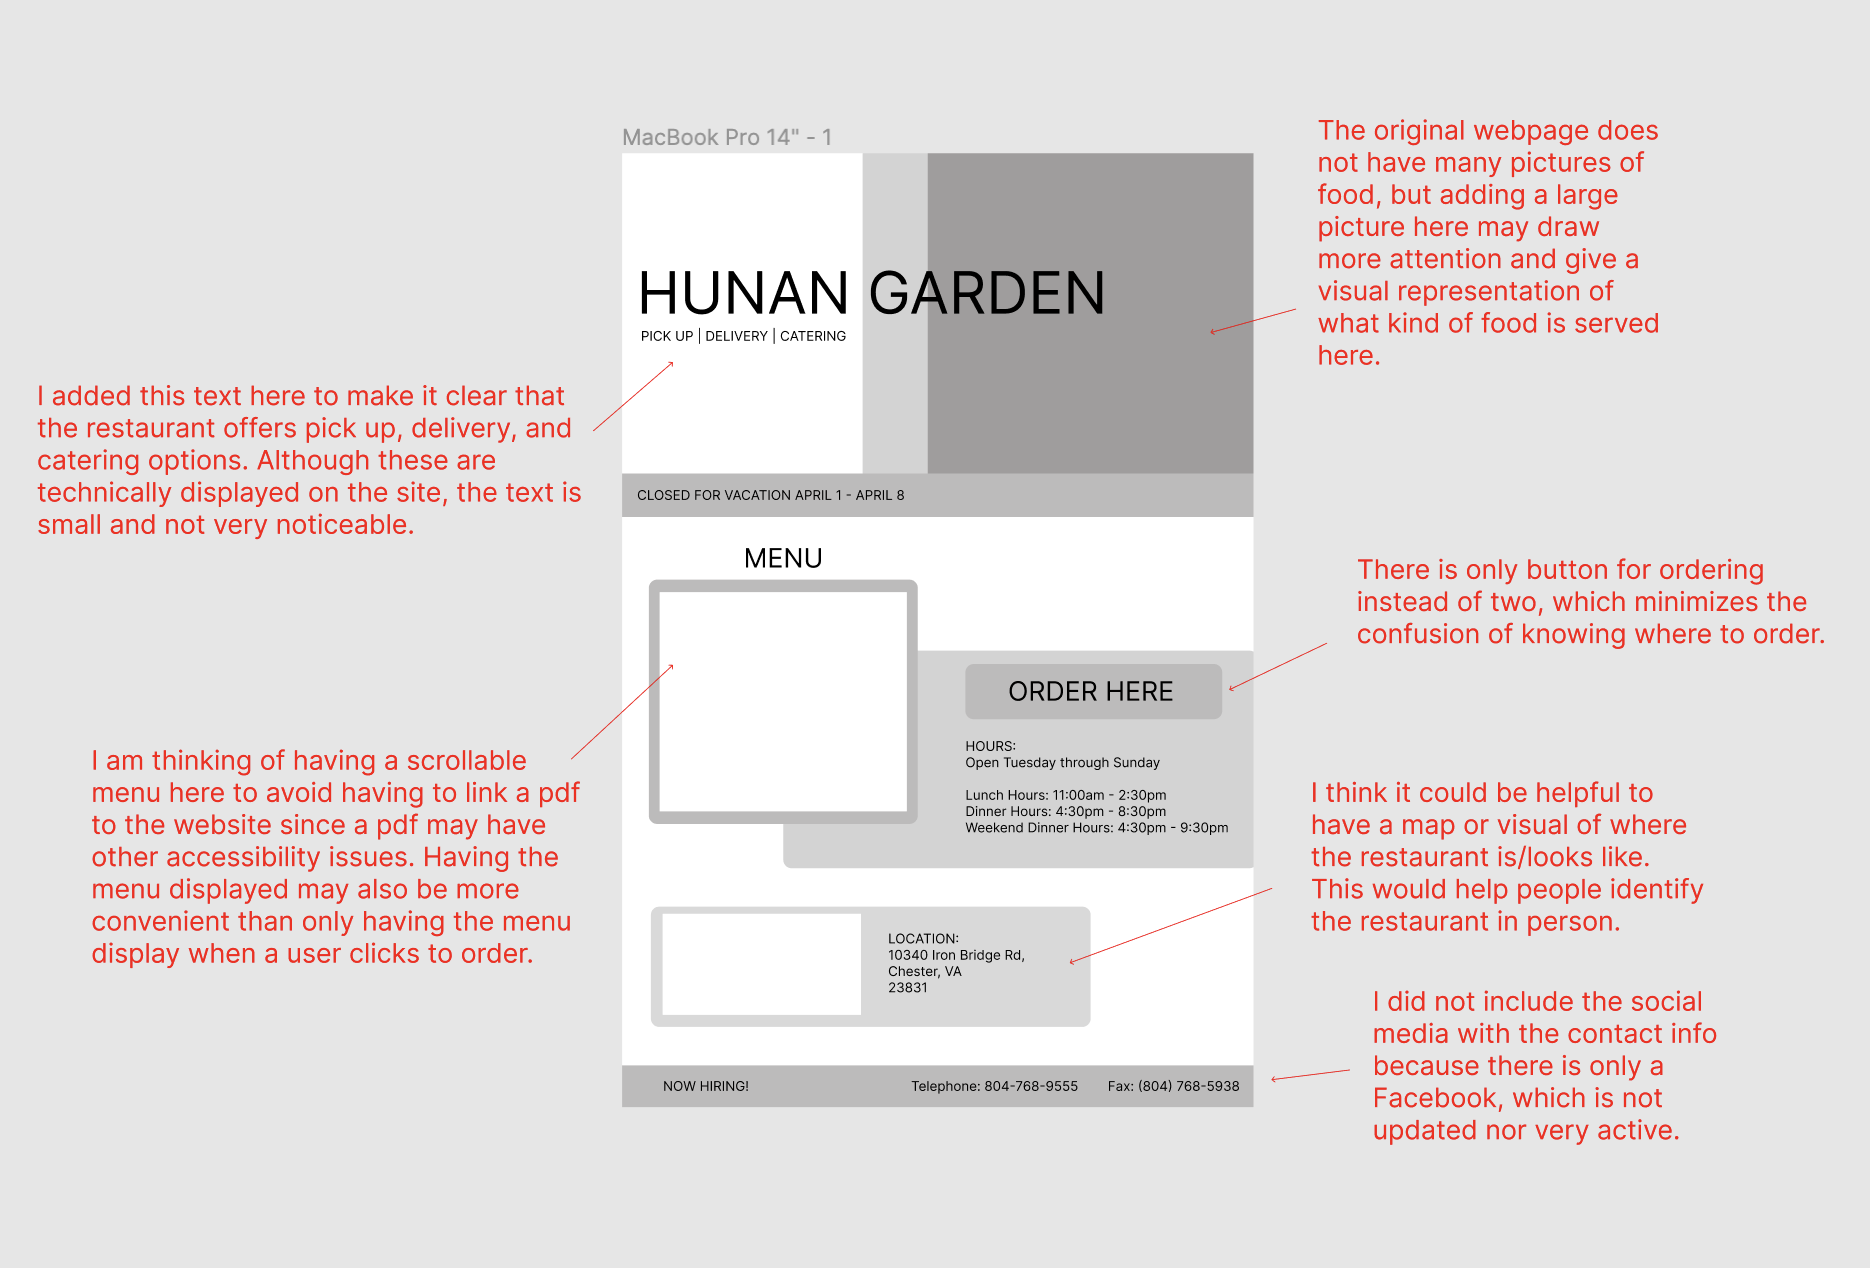 MacBook Pro 14" - 1
The original webpage does
not have many pictures of
food, but adding a large
picture here may draw
more attention and give a
visual representation of
what kind of food is served
here.
HUNAN GARDEN
PICK UP | DELIVERY | CATERING
I added this text here to make it clear that
the restaurant offers pick up, delivery, and
catering options. Although these are
technically displayed on the site, the text is
small and not very noticeable.
CLOSED FOR VACATION APRIL 1 - APRIL 8
MENU
There is only button for ordering
instead of two, which minimizes the
confusion of knowing where to order.
ORDER HERE
HOURS:
Open Tuesday through Sunday
Lunch Hours: 11:00am - 2:30pm
Dinner Hours: 4:30pm - 8:30pm
Weekend Dinner Hours: 4:30pm - 9:30pm
I am thinking of having a scrollable
menu here to avoid having to link a pdf
to the website since a pdf may have
other accessibility issues. Having the
menu displayed may also be more
convenient than only having the menu
display when a user clicks to order.
I think it could be helpful to
have a map or visual of where
the restaurant is/looks like.
This would help people identify
the restaurant in person.
LOCATION:
10340 Iron Bridge Rd,
Chester, VA
23831
I did not include the social
media with the contact info
because there is only a
Facebook, which is not
updated nor very active.
NOW HIRING!
Telephone: 804-768-9555
Fax: (804) 768-5938